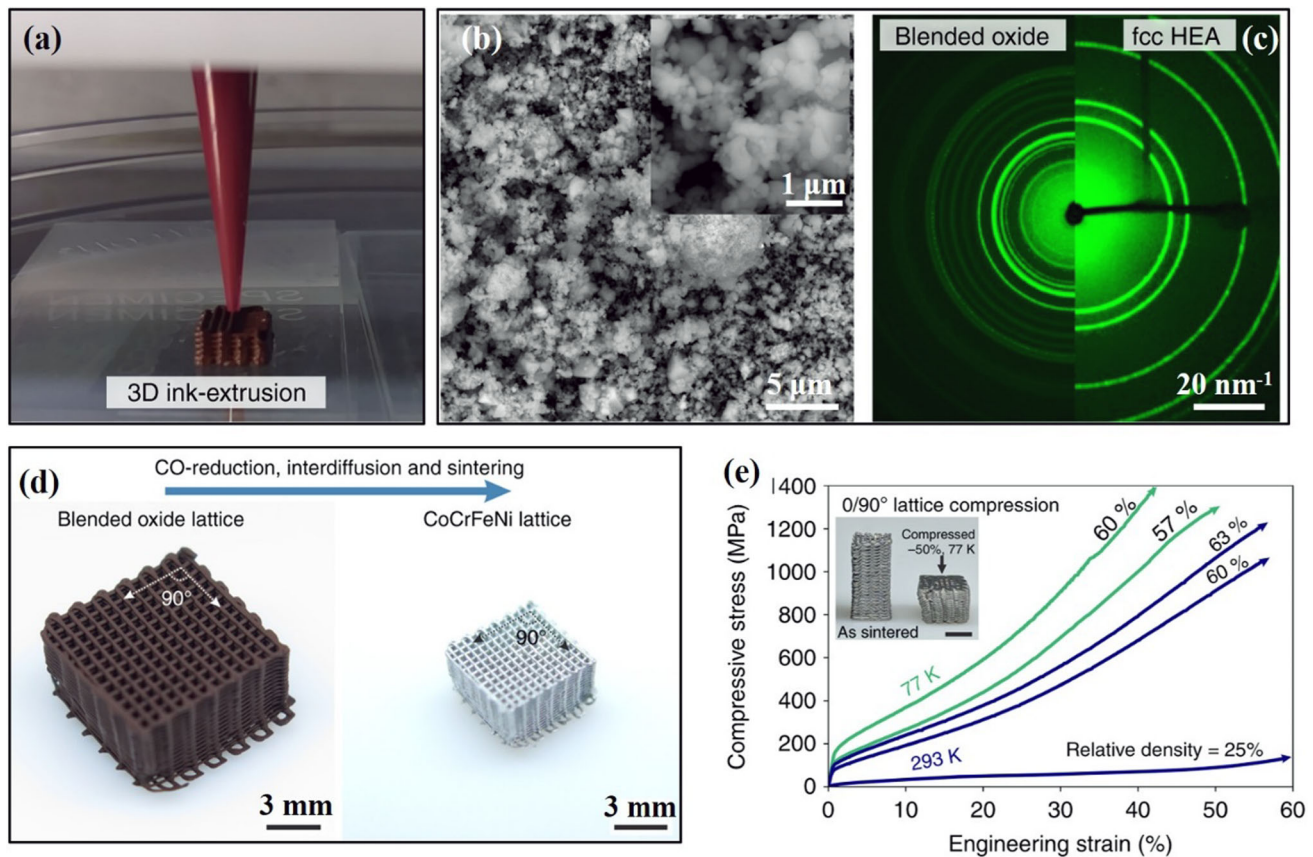 (a)
SPECIMEN
3D ink-extrusion
(b)
1 μm
5 μm
Blended oxide
fcc HEA
(c)
20 nm-1
CO-reduction, interdiffusion and sintering
(d)
Blended oxide lattice
CoCrFeNi lattice
90°
90°
3 mm
3 mm
(e)
Compressive stress (MPa)
1400
1200
1000
800
600
400
200
0
0/90° lattice compression
Compressed
–50%, 77 K
As sintered
60 %
57 %
63 %
60 %
77 K
293 K
Relative density = 25%
0
10
20
30
40
50
60
Engineering strain (%)